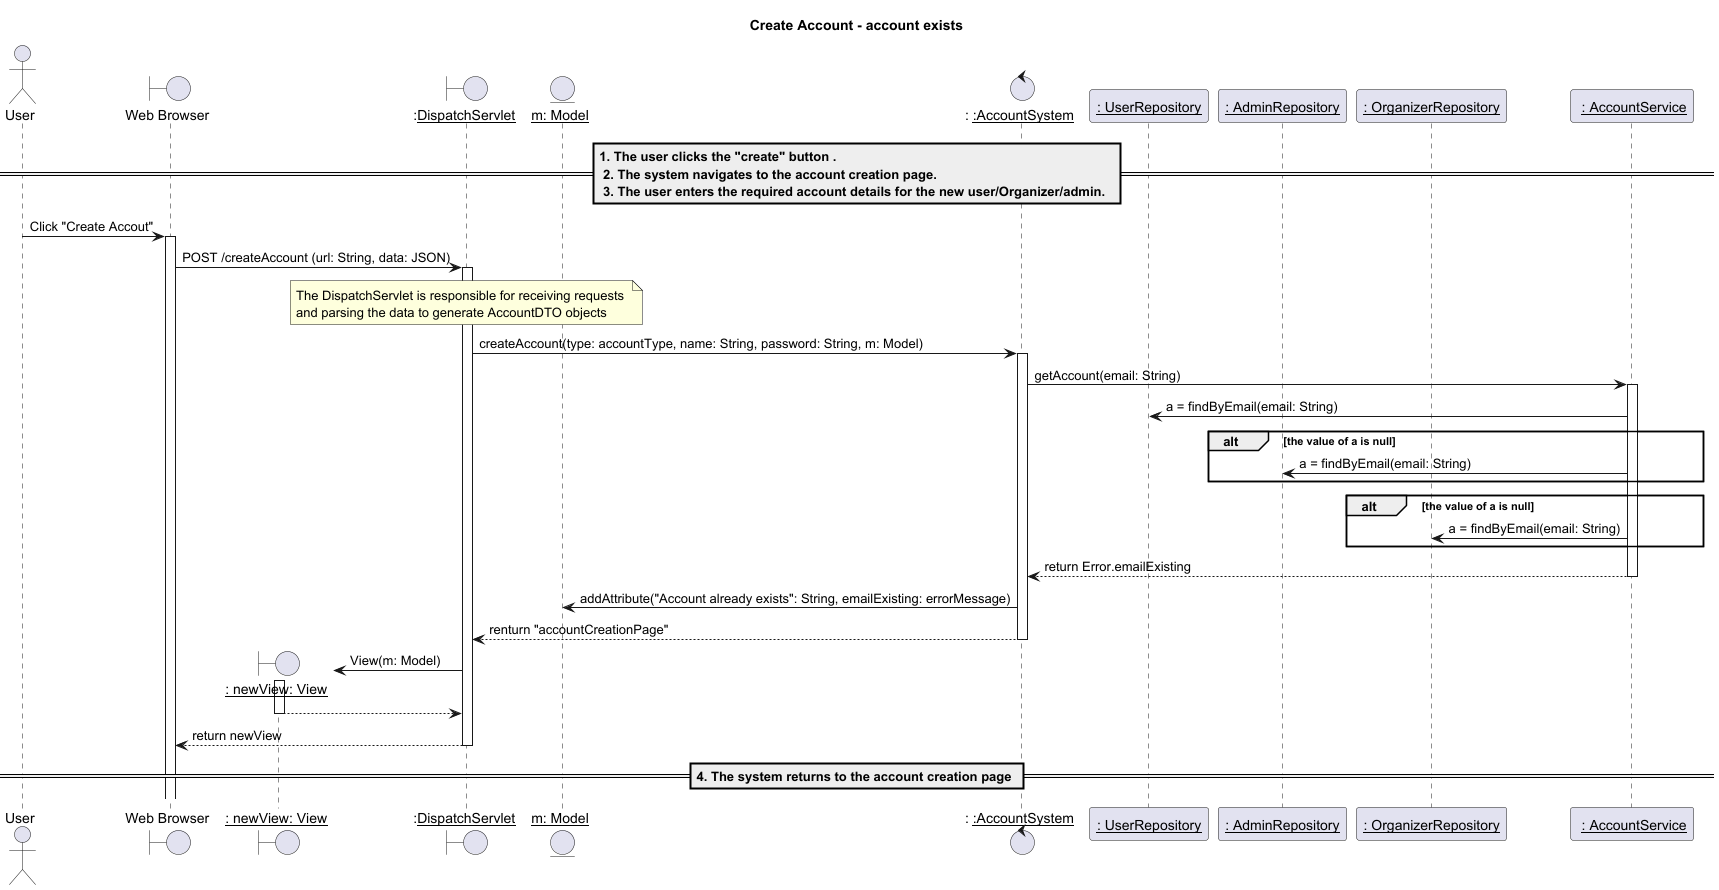 Create Account - account exists
User
Web Browser
:DispatchServlet
m: Model
: :AccountSystem
: UserRepository
: AdminRepository
: OrganizerRepository
: AccountService
1. The user clicks the "create" button .
2. The system navigates to the account creation page.
3. The user enters the required account details for the new user/Organizer/admin.
Click "Create Accout"
POST /createAccount (url: String, data: JSON)
The DispatchServlet is responsible for receiving requests
and parsing the data to generate AccountDTO objects
createAccount(type: accountType, name: String, password: String, m: Model)
getAccount(email: String)
a = findByEmail(email: String)
alt [the value of a is null]
a = findByEmail(email: String)
alt [the value of a is null]
a = findByEmail(email: String)
return Error.emailExisting
addAttribute("Account already exists": String, emailExisting: errorMessage)
renturn "accountCreationPage"
View(m: Model)
: newView: View
return newView
4. The system returns to the account creation page
User
Web Browser
: newView: View
:DispatchServlet
m: Model
: :AccountSystem
: UserRepository
: AdminRepository
: OrganizerRepository
: AccountService